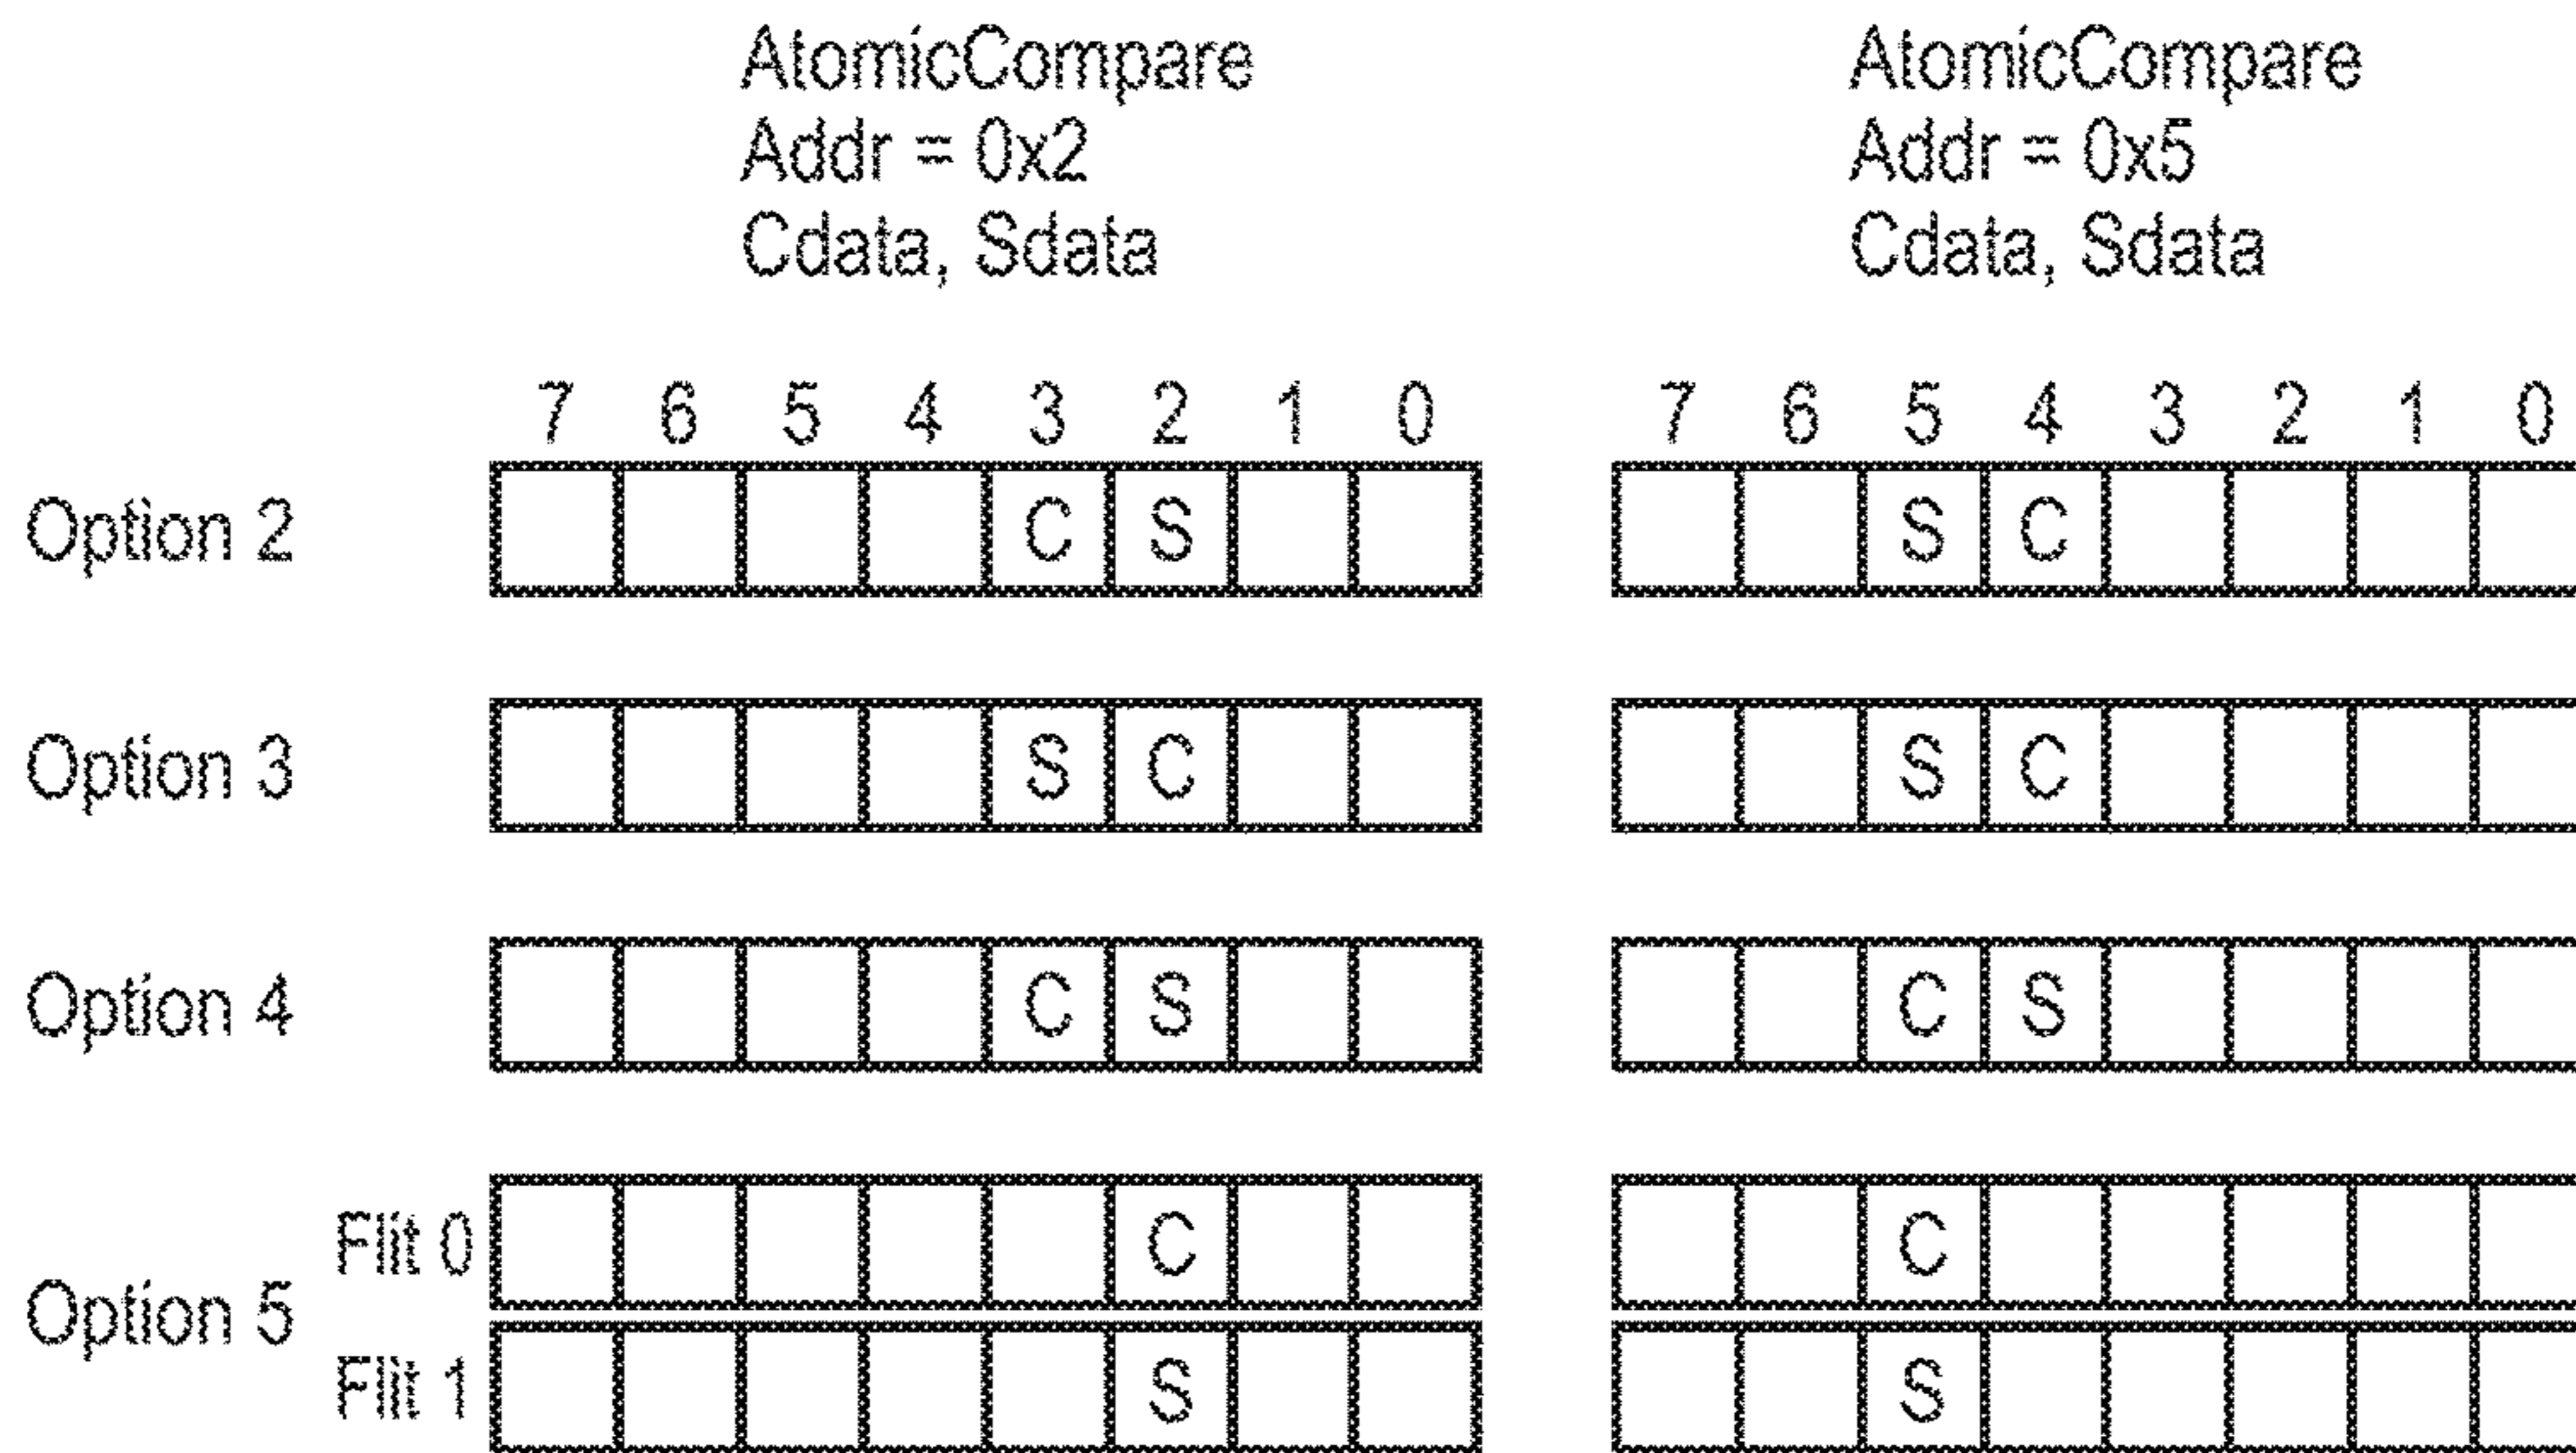 AtomicCompare
Addr = 0x2
Cdata, Sdata
AtomicCompare
Addr = 0x5
Cdata, Sdata
7 6 5 4 3 2 1 0
7 6 5 4 3 2 1 0
Option 2
C S
S C
Option 3
S C
S C
Option 4
C S
C S
Option 5
Flit 0
C
C
Flit 1
S
S